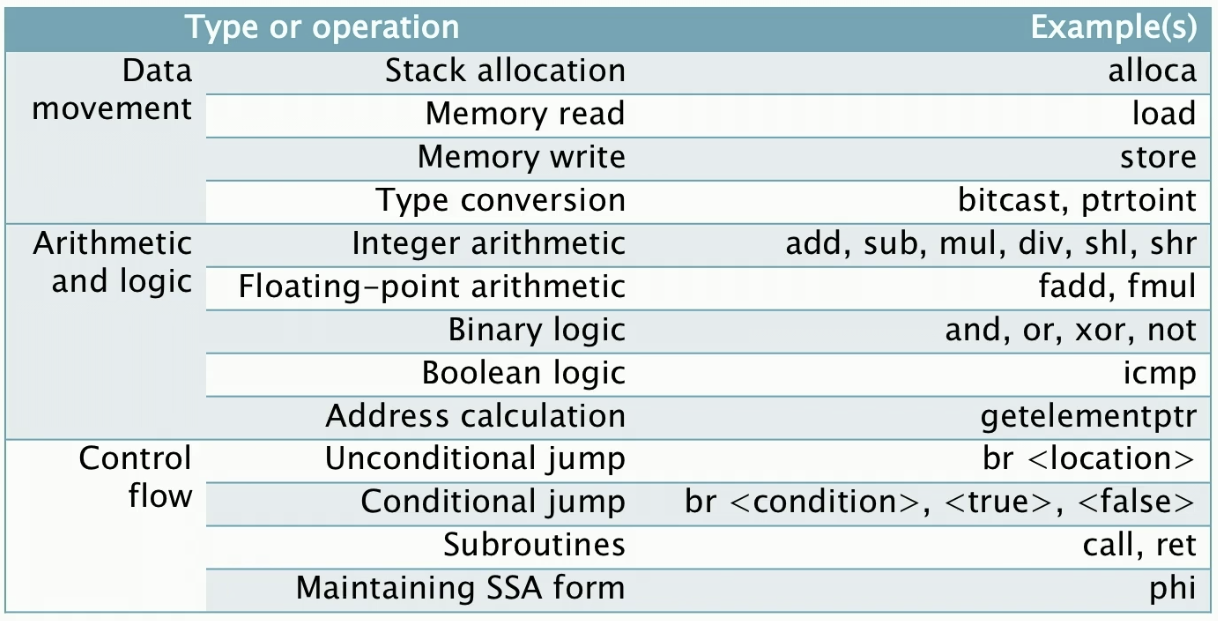 Type or operation Example(s)
Data movement Stack allocation alloca
Memory read load
Memory write store
Type conversion bitcast, ptrtoint
Arithmetic and logic Integer arithmetic add, sub, mul, div, shl, shr
Floating-point arithmetic fadd, fmul
Binary logic and, or, xor, not
Boolean logic icmp
Address calculation getelementptr
Control flow Unconditional jump br <location>
Conditional jump br <condition>, <true>, <false>
Subroutines call, ret
Maintaining SSA form phi